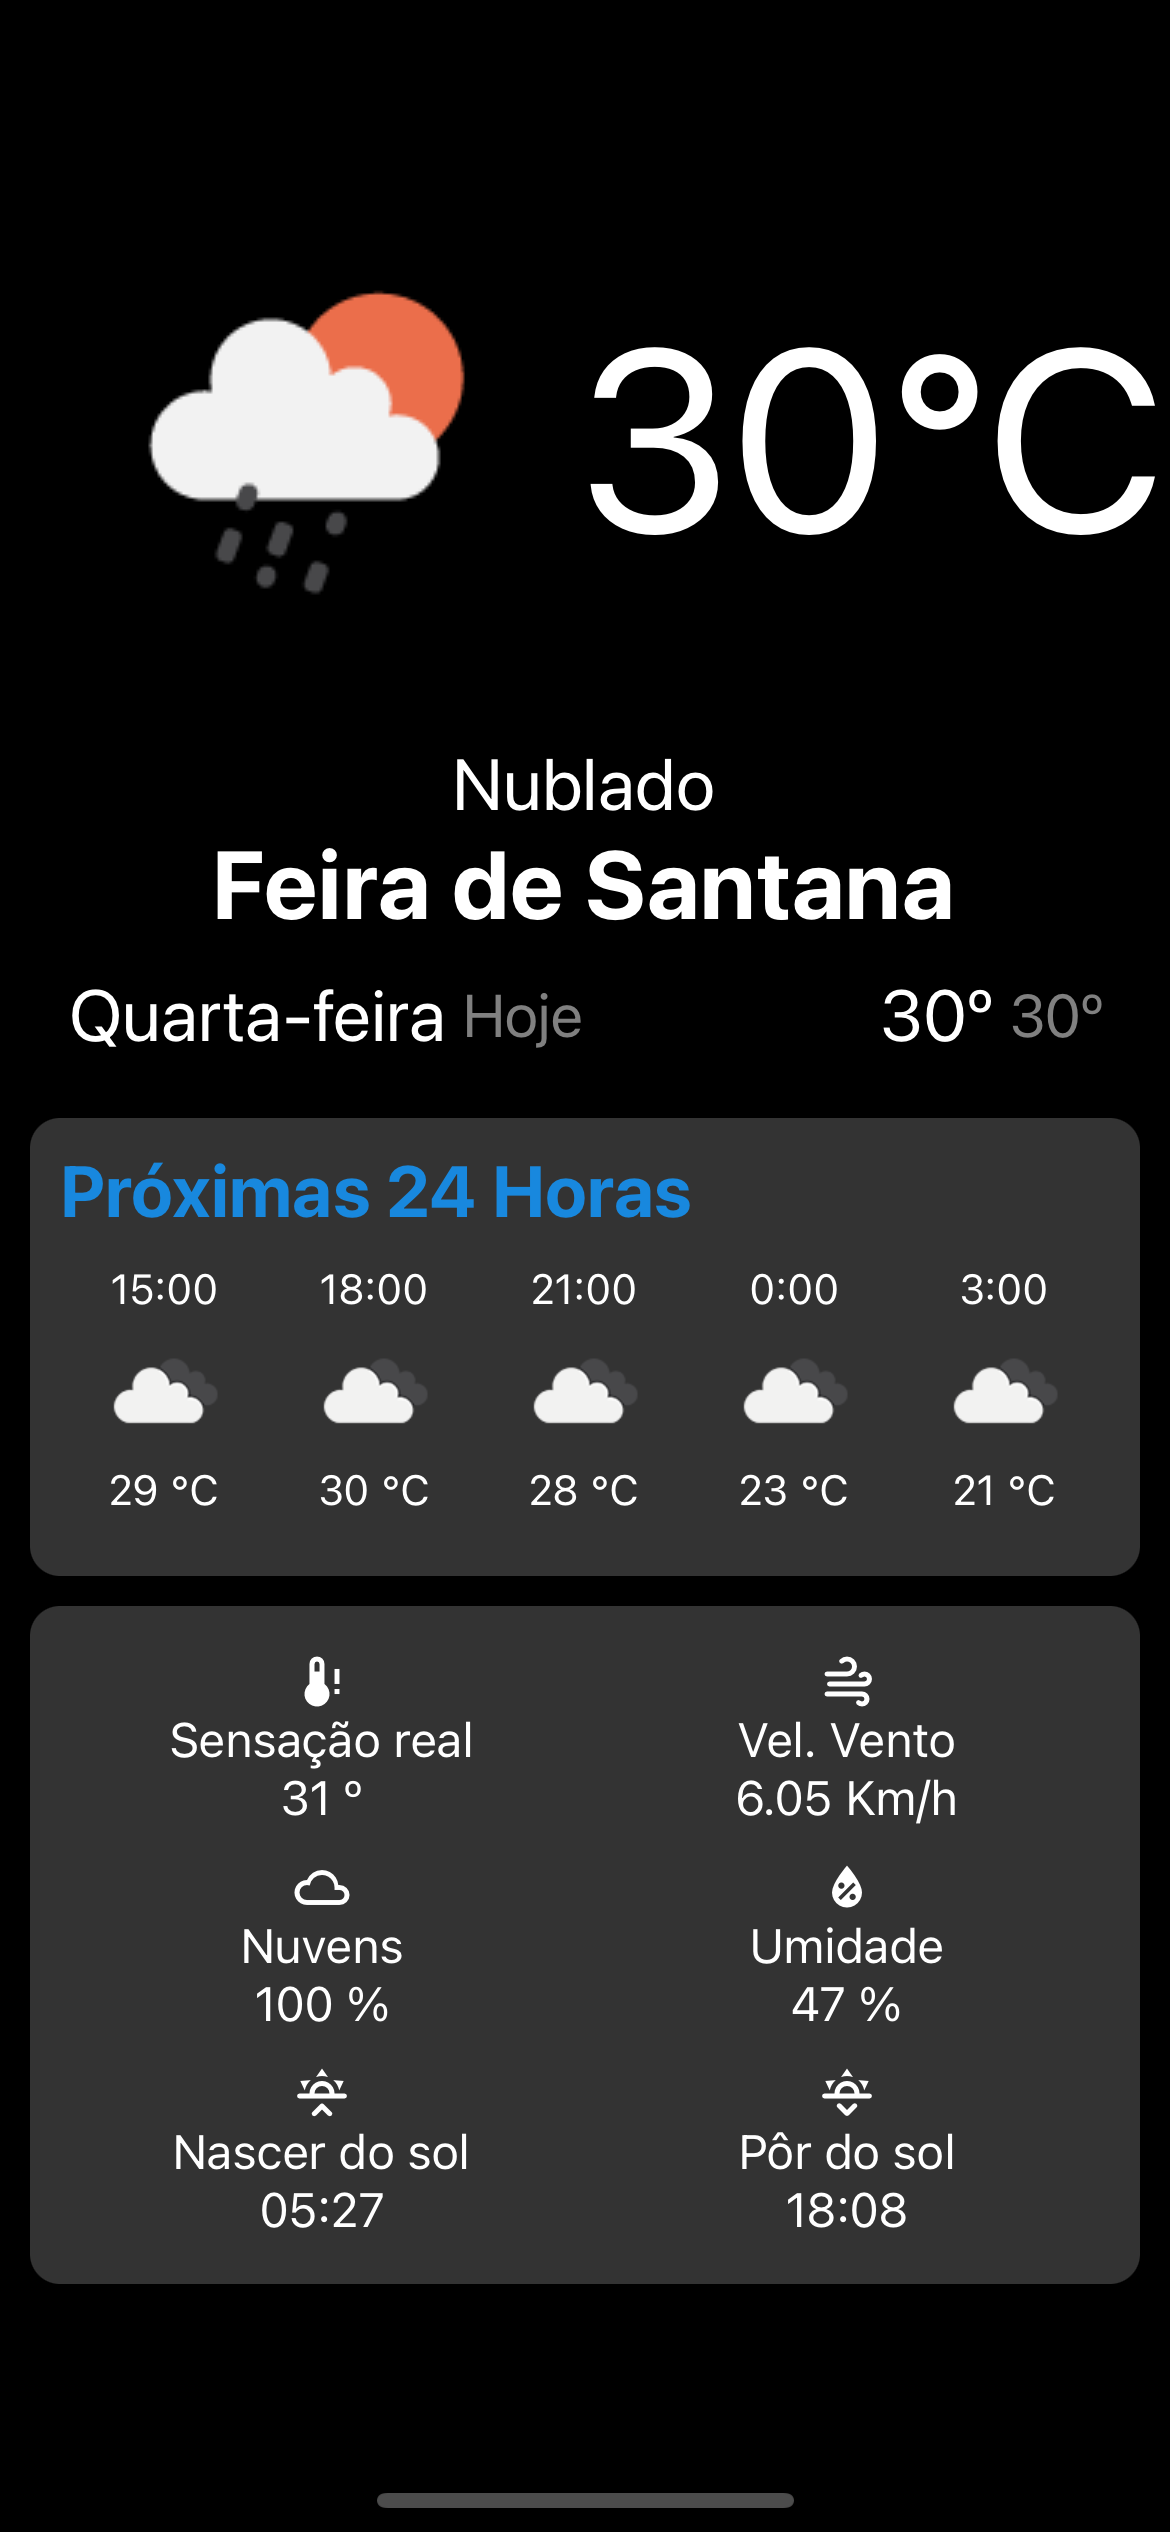 30°C
Nublado
Feira de Santana
Quarta-feira Hoje 30º 30º
Próximas 24 Horas
15:00 18:00 21:00 0:00 3:00
29 °C 30 °C 28 °C 23 °C 21 °C
Sensação real Vel. Vento
31 º 6.05 Km/h
Nuvens Umidade
100 % 47 %
Nascer do sol Pôr do sol
05:27 18:08